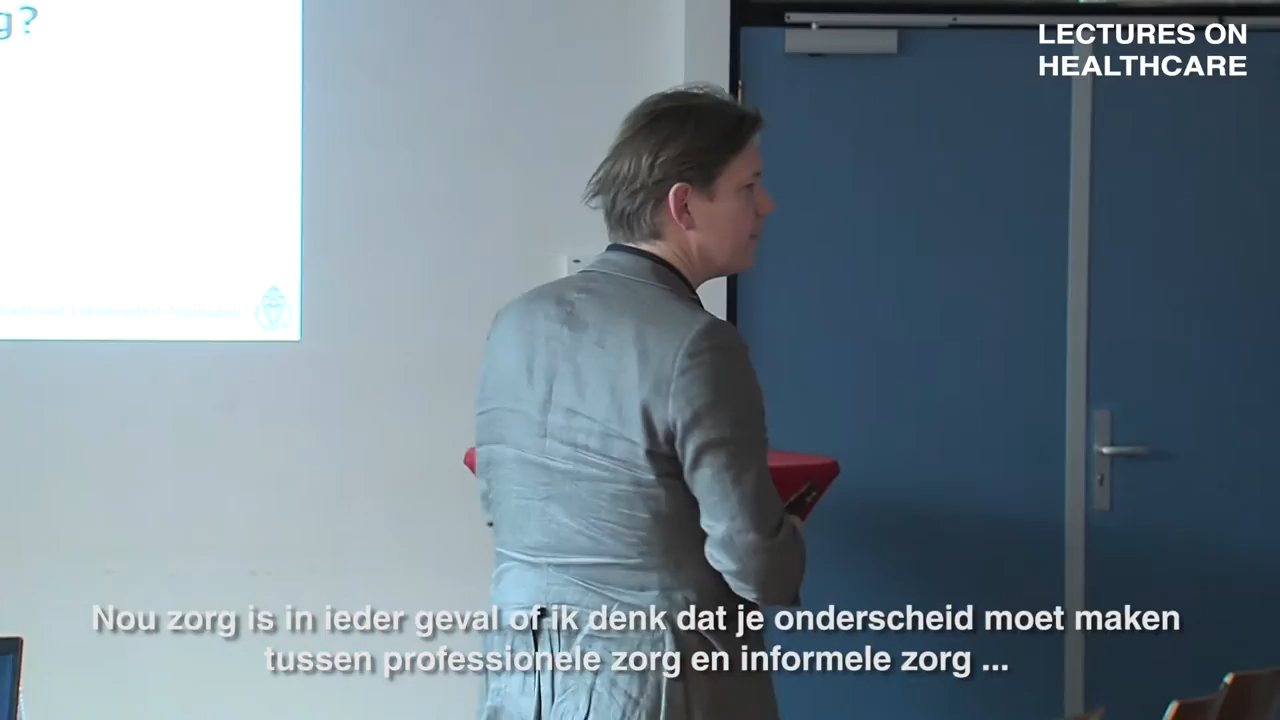 g?
LECTURES ON
HEALTHCARE
Nou zorg is in ieder geval of ik denk dat je onderscheid moet maken
tussen professionele zorg en informele zorg ...